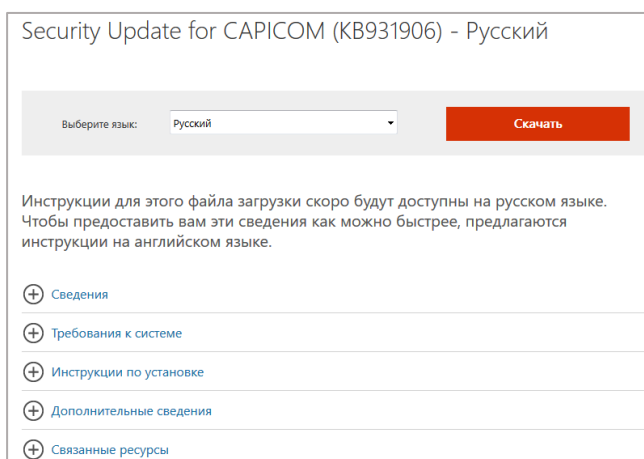 Security Update for CAPICOM (KB931906) - Русский
Выберите язык: Русский Скачать
Инструкции для этого файла загрузки скоро будут доступны на русском языке.
Чтобы предоставить вам эти сведения как можно быстрее, предлагаются
инструкции на английском языке.
Сведения
Требования к системе
Инструкции по установке
Дополнительные сведения
Связанные ресурсы